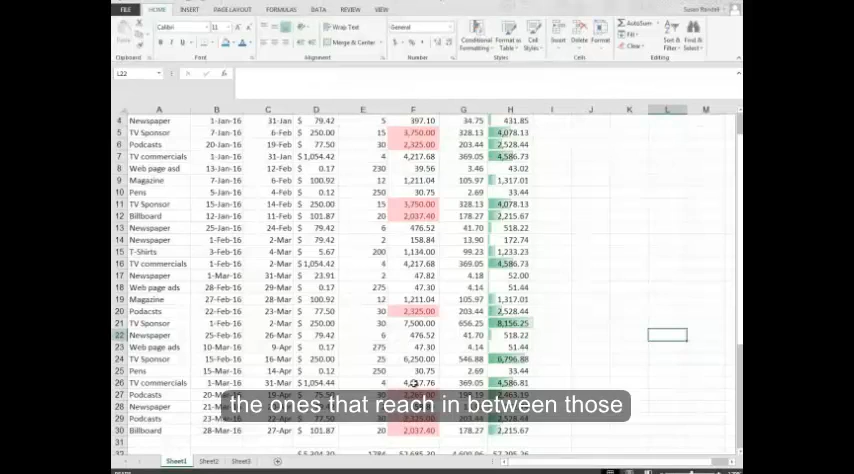 FILE HOME INSERT PAGE LAYOUT FORMULAS DATA REVIEW VIEW
Calibri 11 Wrap Text General AutoSum
Merge & Center Conditional Formatting Format as Table Cell Styles Insert Delete Format Fill Clear Sort & Filter Find & Select
Clipboard Font Alignment Number Styles Cells Editing
L22
A B C D E F G H I J K L M
4 Newspaper 1-Jan-16 31-Jan $ 79.42 5 397.10 34.75 431.85
5 TV Sponsor 7-Jan-16 6-Feb $ 250.00 15 3,750.00 328.13 4,078.13
6 Podcasts 20-Jan-16 19-Feb $ 77.50 30 2,325.00 203.44 2,528.44
7 TV commercials 1-Jan-16 31-Jan $ 1,054.42 4 4,217.68 369.05 4,586.73
8 Web page asd 13-Jan-16 12-Feb $ 0.17 230 39.56 3.46 43.02
9 Magazine 7-Jan-16 6-Feb $ 100.92 12 1,211.04 105.97 1,317.01
10 Pens 5-Jan-16 4-Feb $ 0.12 250 30.75 2.69 33.44
11 TV Sponsor 15-Jan-16 14-Feb $ 250.00 15 3,750.00 328.13 4,078.13
12 Billboard 12-Jan-16 11-Feb $ 101.87 20 2,037.40 178.27 2,215.67
13 Newspaper 25-Jan-16 24-Feb $ 79.42 6 476.52 41.70 518.22
14 Newspaper 1-Feb-16 2-Mar $ 79.42 2 158.84 13.90 172.74
15 T-Shirts 3-Feb-16 4-Mar $ 5.67 200 1,134.00 99.23 1,233.23
16 TV commercials 1-Feb-16 2-Mar $ 1,054.42 4 4,217.68 369.05 4,586.73
17 Newspaper 1-Mar-16 31-Mar $ 23.91 2 47.82 4.18 52.00
18 Web page ads 28-Feb-16 29-Mar $ 0.17 275 47.30 4.14 51.44
19 Magazine 27-Feb-16 28-Mar $ 100.92 12 1,211.04 105.97 1,317.01
20 Podacsts 22-Feb-16 23-Mar $ 77.50 30 2,325.00 203.44 2,528.44
21 TV Sponsor 1-Feb-16 2-Mar $ 250.00 30 7,500.00 656.25 8,156.25
22 Newspaper 25-Feb-16 26-Mar $ 79.42 6 476.52 41.70 518.22
23 Web page ads 10-Mar-16 9-Apr $ 0.17 275 47.30 4.14 51.44
24 TV Sponsor 15-Feb-16 16-Mar $ 250.00 25 6,250.00 546.88 6,796.88
25 Pens 15-Mar-16 14-Apr $ 0.12 250 30.75 2.69 33.44
26 TV commercials 1-Mar-16 31-Mar $ 1,054.44 4 369.05 4,586.81
the ones that reach in between those
27 Podcasts
28 Newspaper
29 Podcasts
30 Billboard 28-Mar-16 27-Apr $ 101.87 20 2,037.40 178.27 2,215.67
31
Sheet1 Sheet2 Sheet3